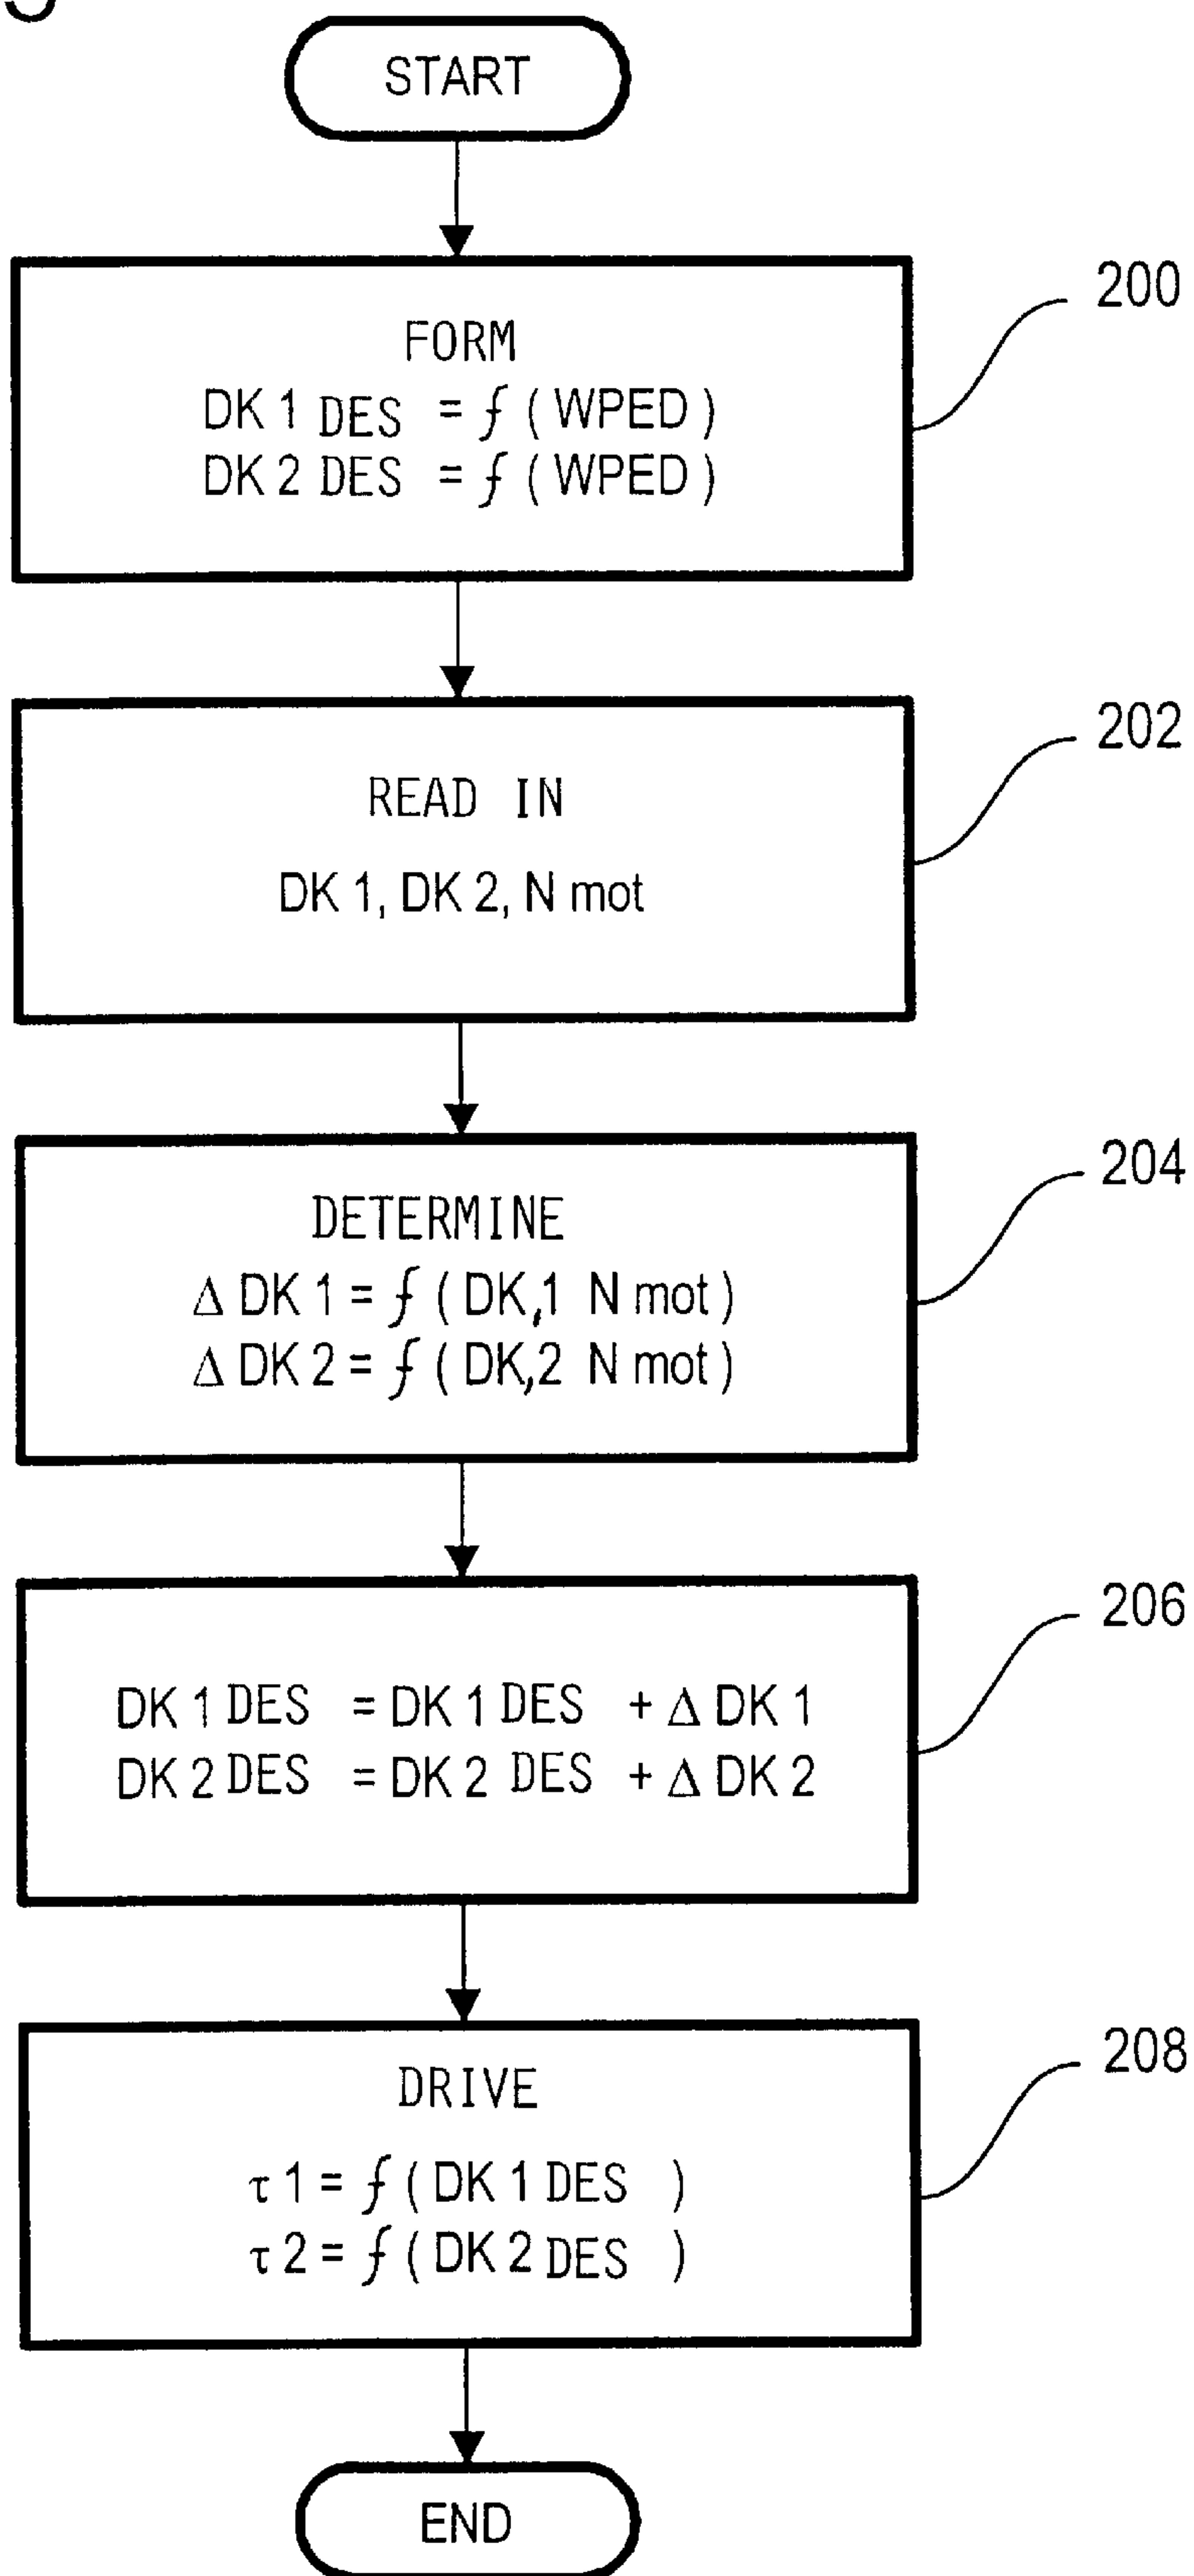 START
200
FORM
DK 1 DES = ƒ ( WPED )
DK 2 DES = ƒ ( WPED )
202
READ IN
DK 1, DK 2, N mot
204
DETERMINE
Δ DK 1 = ƒ ( DK,1 N mot )
Δ DK 2 = ƒ ( DK,2 N mot )
206
DK 1 DES = DK 1 DES + Δ DK 1
DK 2 DES = DK 2 DES + Δ DK 2
208
DRIVE
τ 1 = ƒ ( DK 1 DES )
τ 2 = ƒ ( DK 2 DES )
END